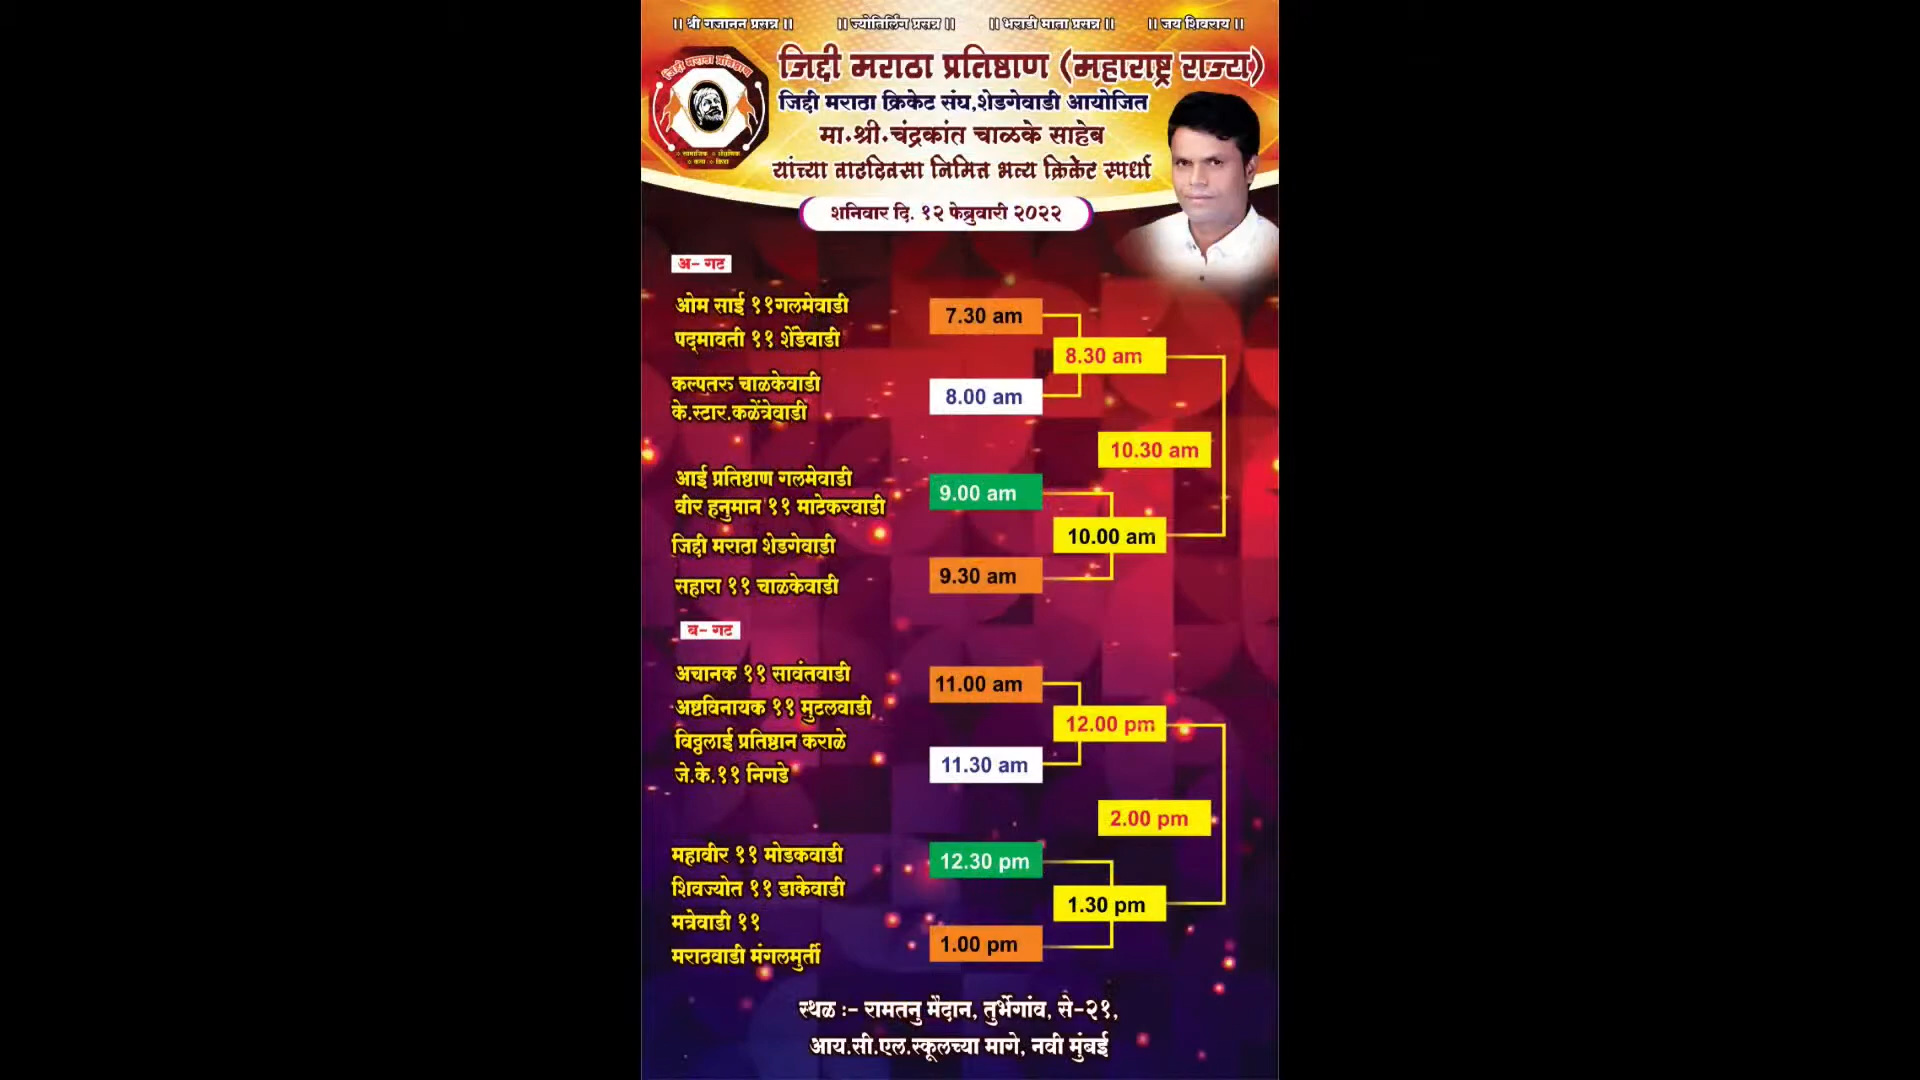 || श्री गजानन प्रसन्न || || ज्योतिर्लिंग प्रसन्न || || भराडी माता प्रसन्न || || जय शिवराय ||
जिद्दी मराठा प्रतिष्ठाण (महाराष्ट्र राज्य)
जिद्दी मराठा प्रतिष्ठाण
जिद्दी मराठा क्रिकेट संघ,शेडगेवाडी आयोजित
मा.श्री.चंद्रकांत चाळके साहेब
यांच्या वाढदिवसा निमित्त भव्य क्रिकेट स्पर्धा
शनिवार दि. १२ फेब्रुवारी २०२२
अ- गट
ओम साई ११गलमेवाडी
7.30 am
पद्मावती ११ शेंडेवाडी
8.30 am
कल्पतरु चाळकेवाडी
8.00 am
के.स्टार.कळंत्रेवाडी
10.30 am
आई प्रतिष्ठाण गलमेवाडी
9.00 am
वीर हनुमान ११ माटेकरवाडी
10.00 am
जिद्दी मराठा शेडगेवाडी
9.30 am
सहारा ११ चाळकेवाडी
ब- गट
अचानक ११ सावंतवाडी
11.00 am
अष्टविनायक ११ मुटलवाडी
12.00 pm
विठ्ठलाई प्रतिष्ठान कराळे
11.30 am
जे.के.११ निगडे
2.00 pm
महावीर ११ मोडकवाडी
12.30 pm
शिवज्योत ११ डाकेवाडी
1.30 pm
मत्रेवाडी ११
1.00 pm
मराठवाडी मंगलमुर्ती
स्थळ :- रामतनु मैदान, तुर्भेगांव, से-२१,
आय.सी.एल.स्कूलच्या मागे, नवी मुंबई